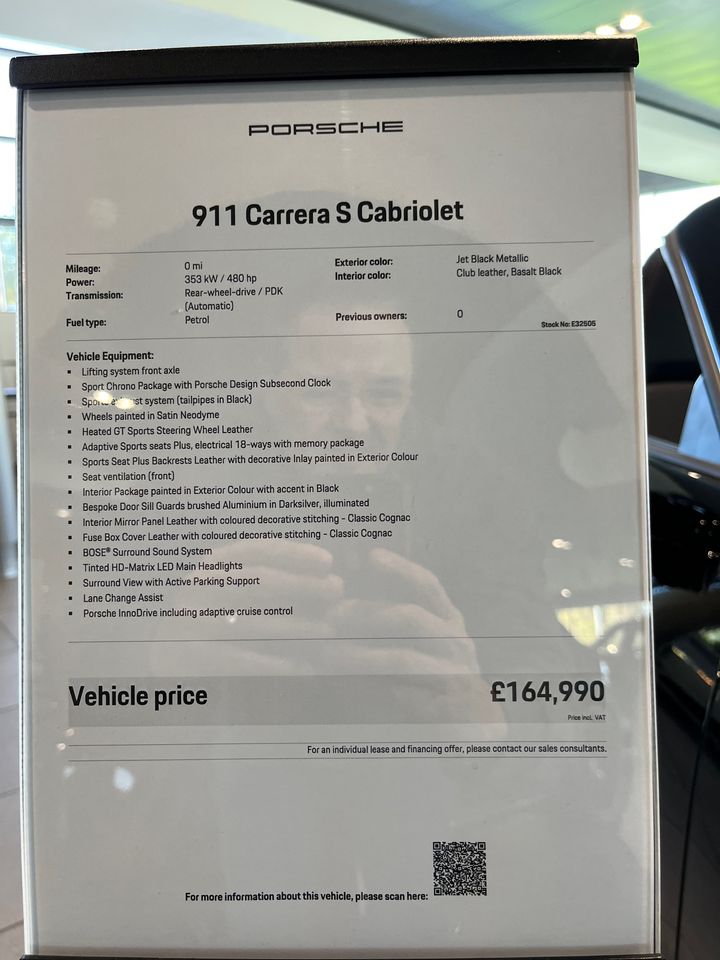 PORSCHE
911 Carrera S Cabriolet
Mileage: 0 mi
Power: 353 kW / 480 hp
Transmission: Rear-wheel-drive / PDK
(Automatic)
Fuel type: Petrol
Exterior color: Jet Black Metallic
Interior color: Club leather, Basalt Black
Previous owners: 0
Stock No: E32505
Vehicle Equipment:
▪ Lifting system front axle
▪ Sport Chrono Package with Porsche Design Subsecond Clock
▪ Sports exhaust system (tailpipes in Black)
▪ Wheels painted in Satin Neodyme
▪ Heated GT Sports Steering Wheel Leather
▪ Adaptive Sports seats Plus, electrical 18-ways with memory package
▪ Sports Seat Plus Backrests Leather with decorative Inlay painted in Exterior Colour
▪ Seat ventilation (front)
▪ Interior Package painted in Exterior Colour with accent in Black
▪ Bespoke Door Sill Guards brushed Aluminium in Darksilver, illuminated
▪ Interior Mirror Panel Leather with coloured decorative stitching - Classic Cognac
▪ Fuse Box Cover Leather with coloured decorative stitching - Classic Cognac
▪ BOSE® Surround Sound System
▪ Tinted HD-Matrix LED Main Headlights
▪ Surround View with Active Parking Support
▪ Lane Change Assist
▪ Porsche InnoDrive including adaptive cruise control
Vehicle price £164,990
Price incl. VAT
For an individual lease and financing offer, please contact our sales consultants.
For more information about this vehicle, please scan here: